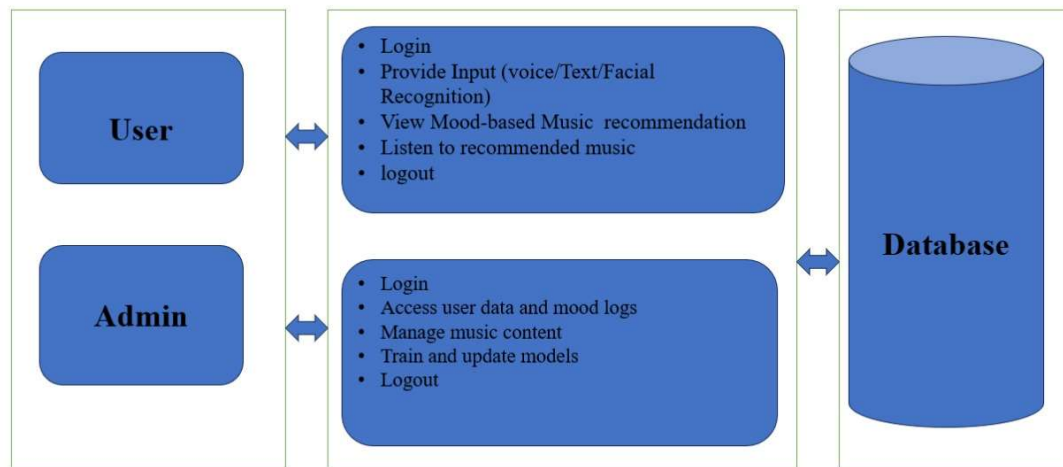 User
• Login
• Provide Input (voice/Text/Facial
Recognition)
• View Mood-based Music recommendation
• Listen to recommended music
• logout
Admin
• Login
• Access user data and mood logs
• Manage music content
• Train and update models
• Logout
Database